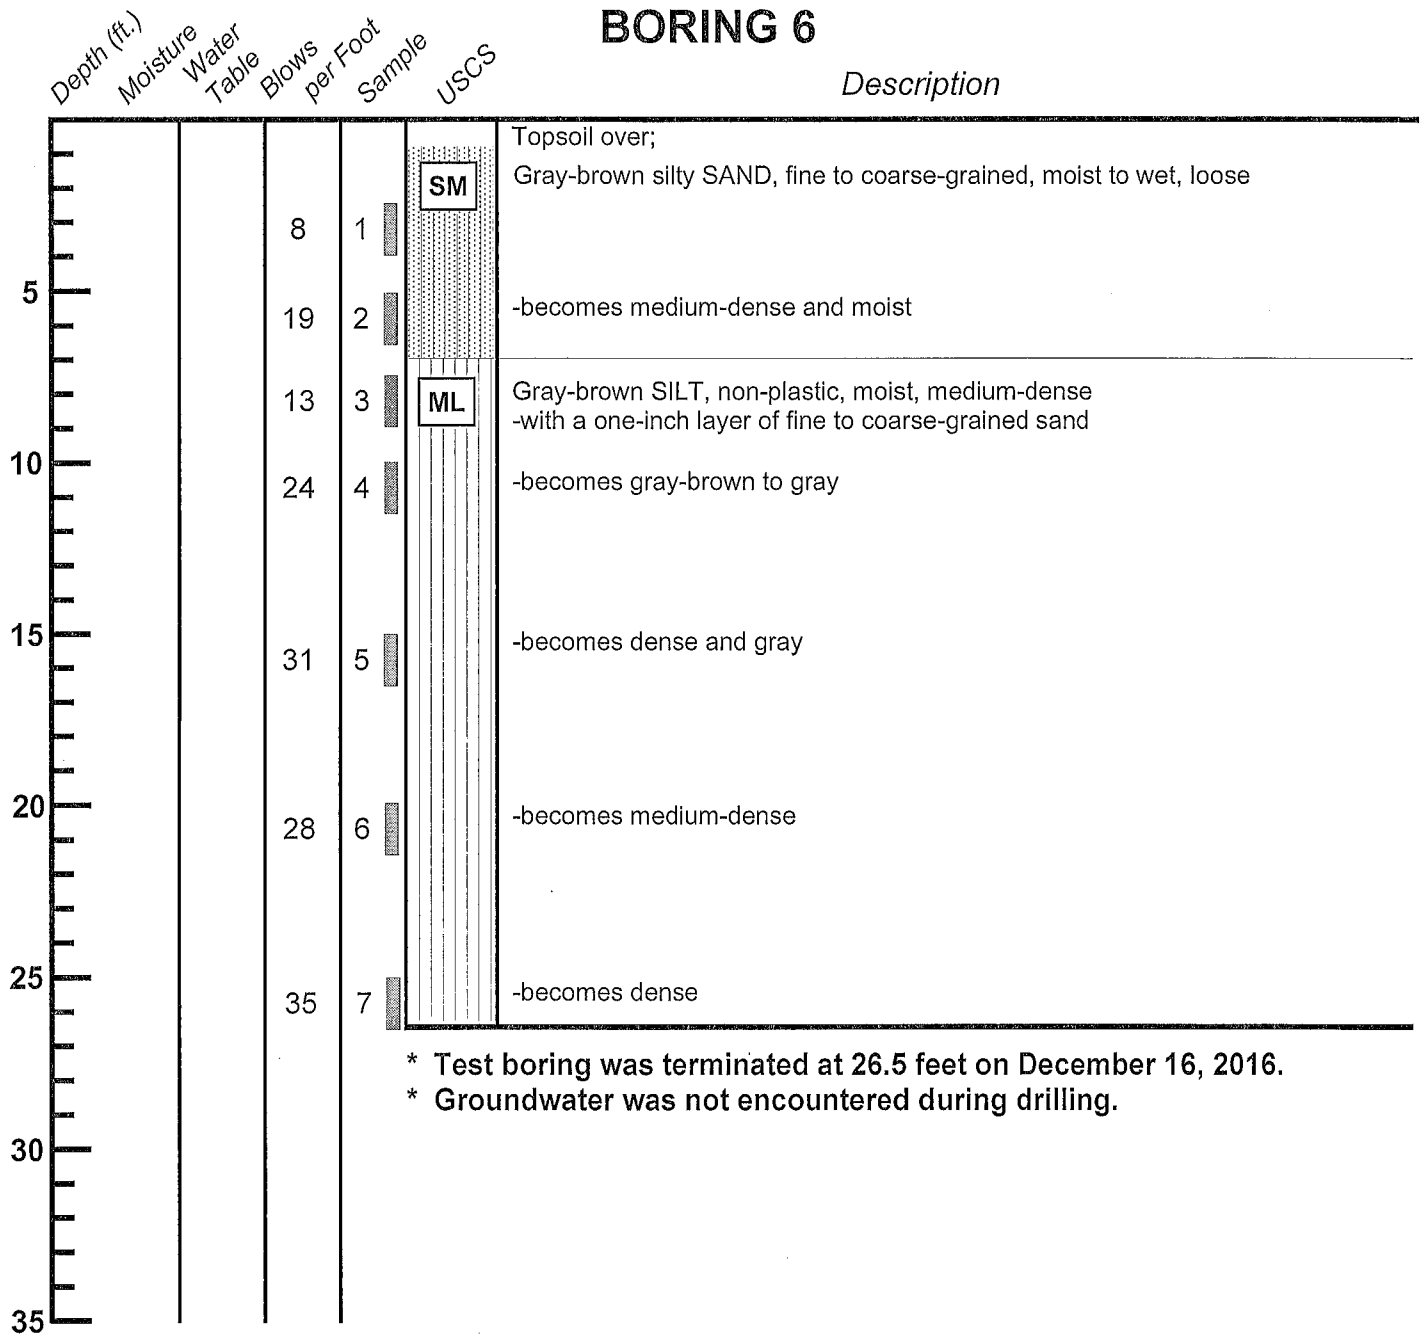 BORING 6
Depth (ft.)
Moisture
Water
Table
Blows
per Foot
Sample
USCS
Description
Topsoil over;
SM
Gray-brown silty SAND, fine to coarse-grained, moist to wet, loose
8 1
5
19 2 -becomes medium-dense and moist
13 3 ML Gray-brown SILT, non-plastic, moist, medium-dense
-with a one-inch layer of fine to coarse-grained sand
10
24 4 -becomes gray-brown to gray
15
31 5 -becomes dense and gray
20
28 6 -becomes medium-dense
25
35 7 -becomes dense
* Test boring was terminated at 26.5 feet on December 16, 2016.
* Groundwater was not encountered during drilling.
30
35